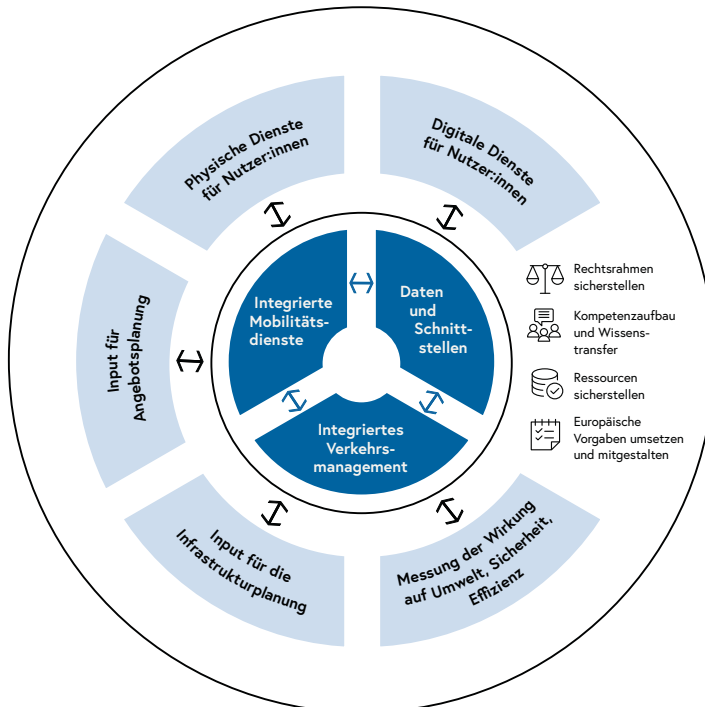 Physische Dienste
für Nutzer:innen
Digitale Dienste
für Nutzer:innen
Integrierte
Mobilitäts-
dienste
Daten
und
Schnitt-
stellen
Integriertes
Verkehrs-
management
Input für
Angebotsplanung
Input für die
Infrastrukturplanung
Messung der Wirkung
auf Umwelt, Sicherheit,
Effizienz
Rechtsrahmen
sicherstellen
Kompetenzaufbau
und Wissens-
transfer
Ressourcen
sicherstellen
Europäische
Vorgaben umsetzen
und mitgestalten